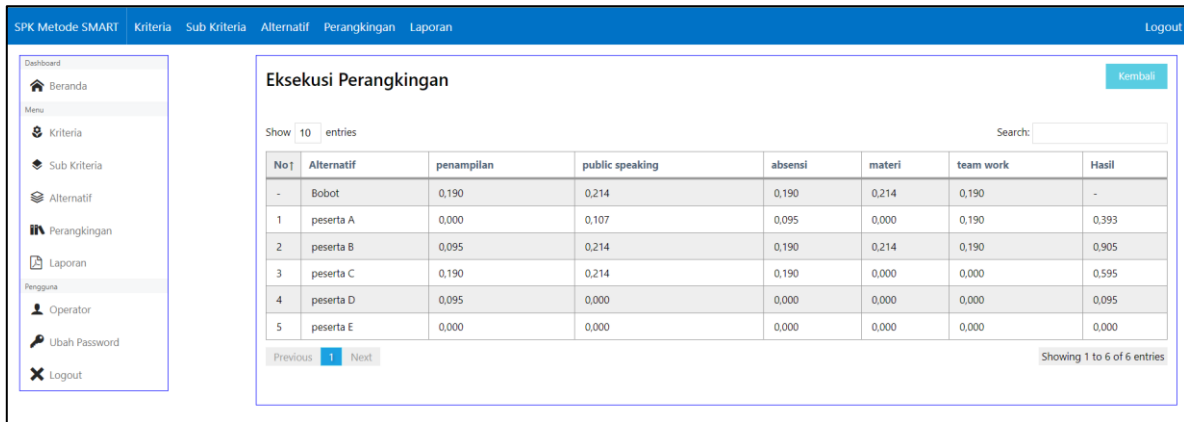 SPK Metode SMART Kriteria Sub Kriteria Alternatif Perangkingan Laporan Logout
Dashboard
Beranda
Menu
Kriteria
Sub Kriteria
Alternatif
Perangkingan
Laporan
Pengguna
Operator
Ubah Password
Logout
Eksekusi Perangkingan Kembali
Show 10 entries Search:
No↑ Alternatif penampilan public speaking absensi materi team work Hasil
- Bobot 0,190 0,214 0,190 0,214 0,190 -
1 peserta A 0,000 0,107 0,095 0,000 0,190 0,393
2 peserta B 0,095 0,214 0,190 0,214 0,190 0,905
3 peserta C 0,190 0,214 0,190 0,000 0,000 0,595
4 peserta D 0,095 0,000 0,000 0,000 0,000 0,095
5 peserta E 0,000 0,000 0,000 0,000 0,000 0,000
Previous 1 Next Showing 1 to 6 of 6 entries